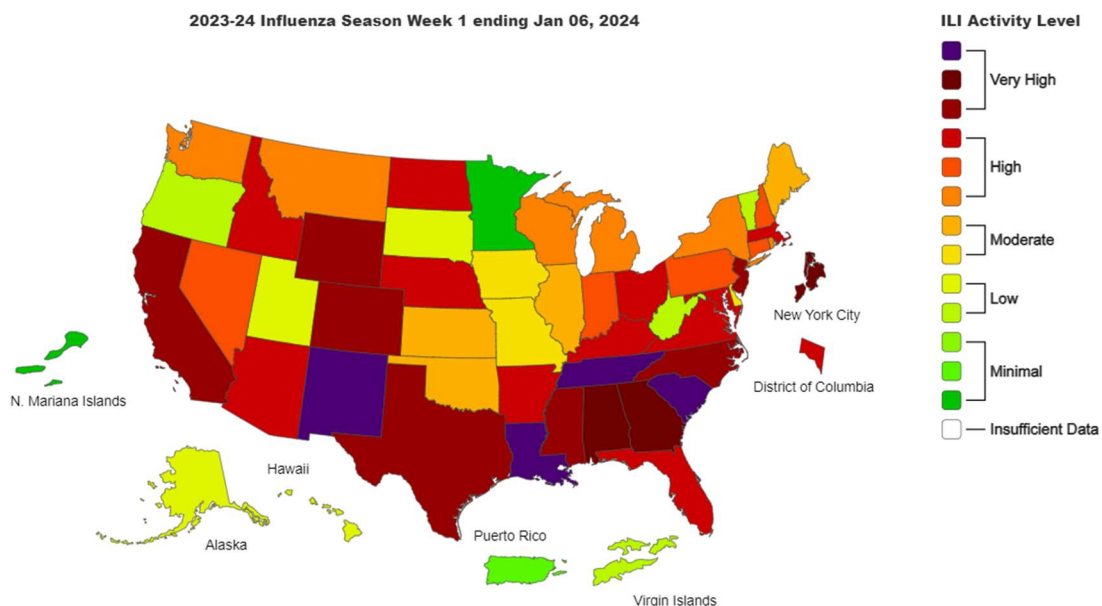 2023-24 Influenza Season Week 1 ending Jan 06, 2024
ILI Activity Level
Very High
High
Moderate
Low
Minimal
Insufficient Data
New York City
District of Columbia
N. Mariana Islands
Hawaii
Alaska
Puerto Rico
Virgin Islands